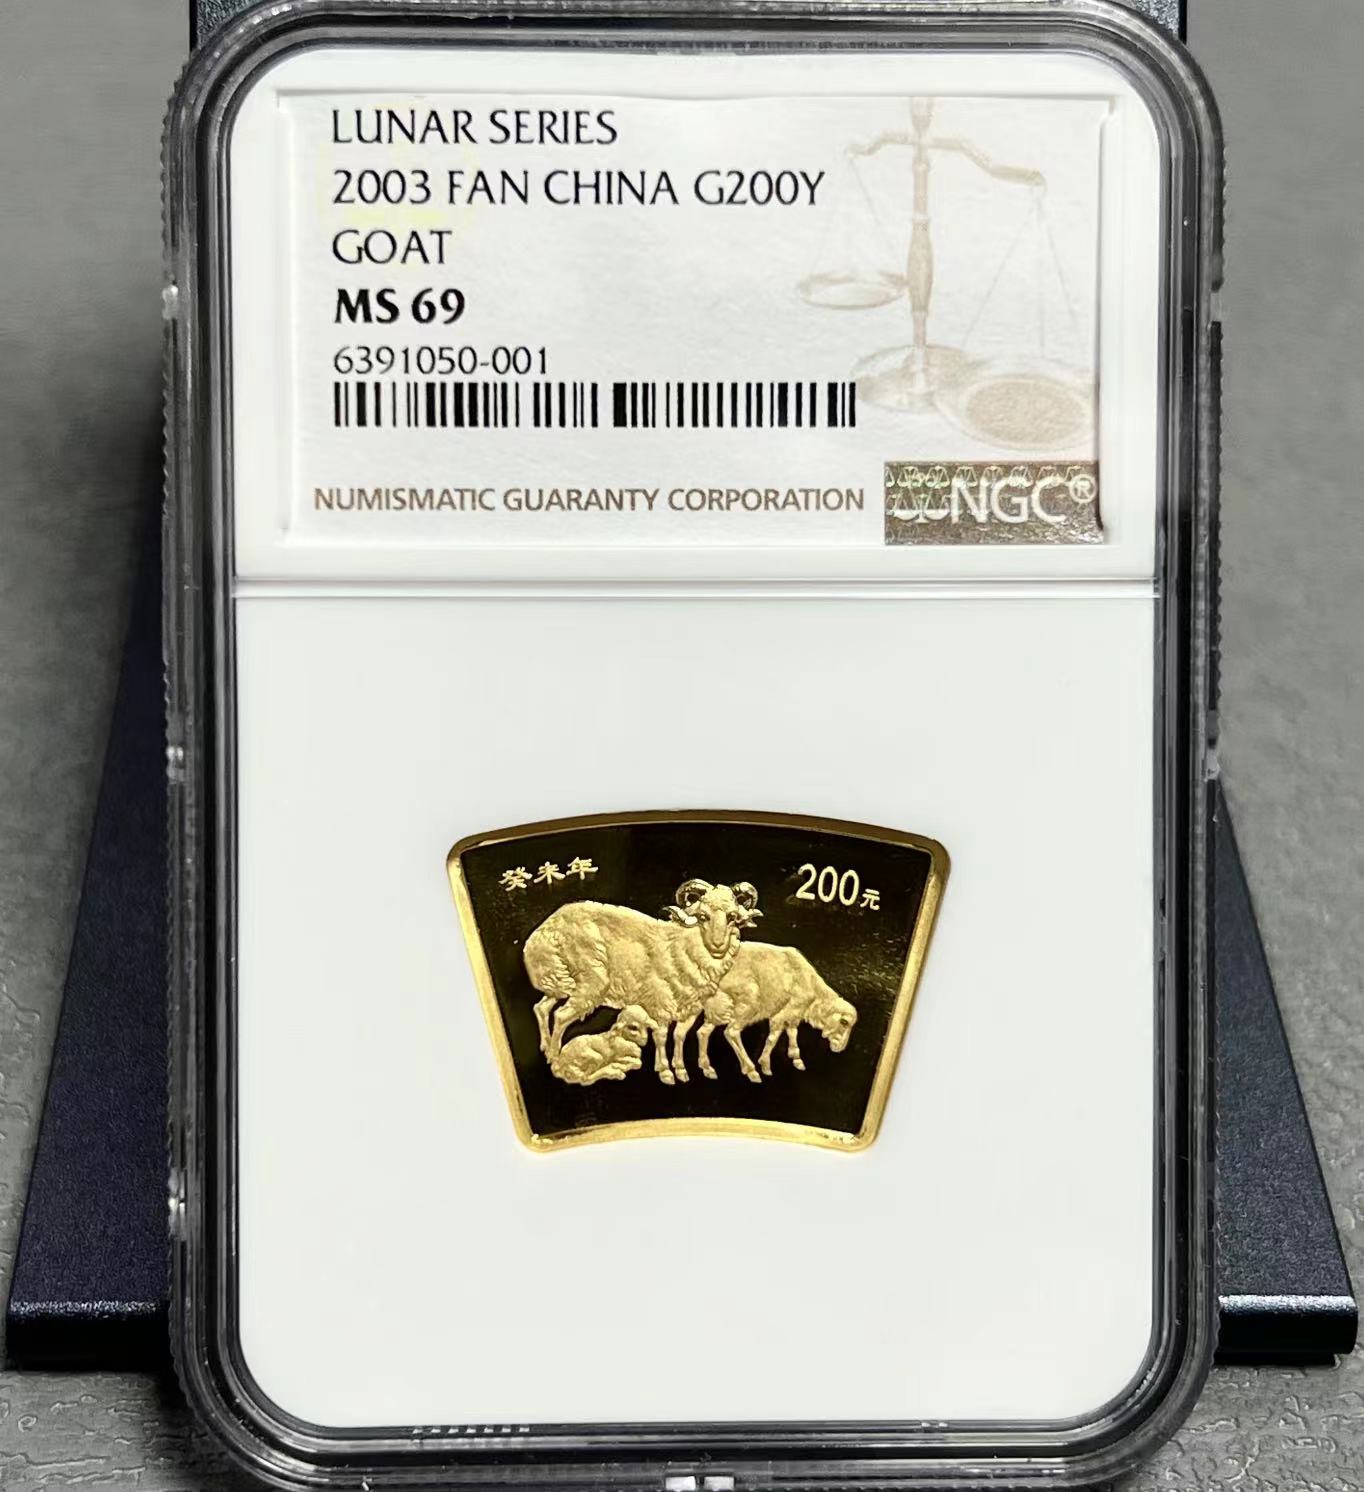 LUNAR SERIES
2003 FAN CHINA G200Y
GOAT
MS 69
6391050-001
NUMISMATIC GUARANTY CORPORATION
NGC®
癸未年
200元